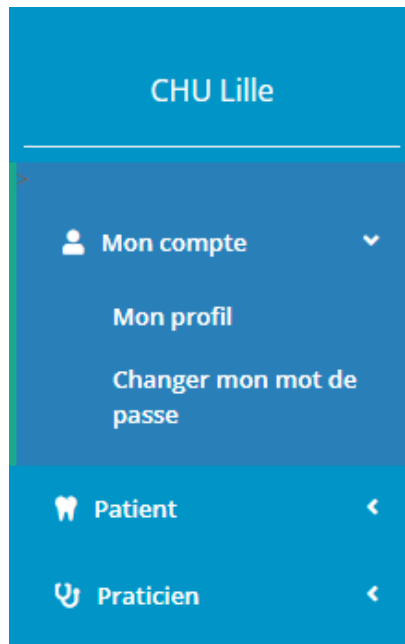 CHU Lille
>
Mon compte
Mon profil
Changer mon mot de
passe
Patient
Praticien